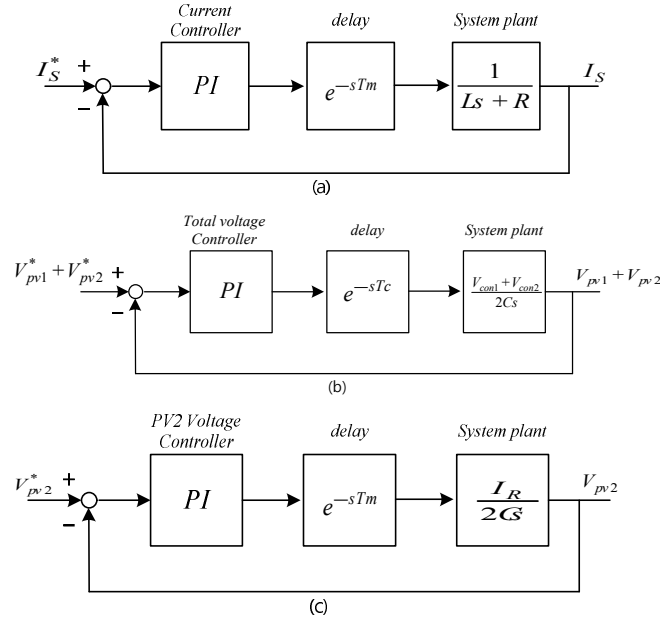 Current
Controller
delay
System plant
I_S^*
+
−
PI
e^{−sTm}
1
Ls + R
I_S
(a)
Total voltage
Controller
delay
System plant
V_{pv1}^* + V_{pv2}^*
+
−
PI
e^{−sTc}
V_{con1} + V_{con2}
2Cs
V_{pv1} + V_{pv2}
(b)
PV2 Voltage
Controller
delay
System plant
V_{pv2}^*
+
−
PI
e^{−sTm}
I_R
2Cs
V_{pv2}
(c)